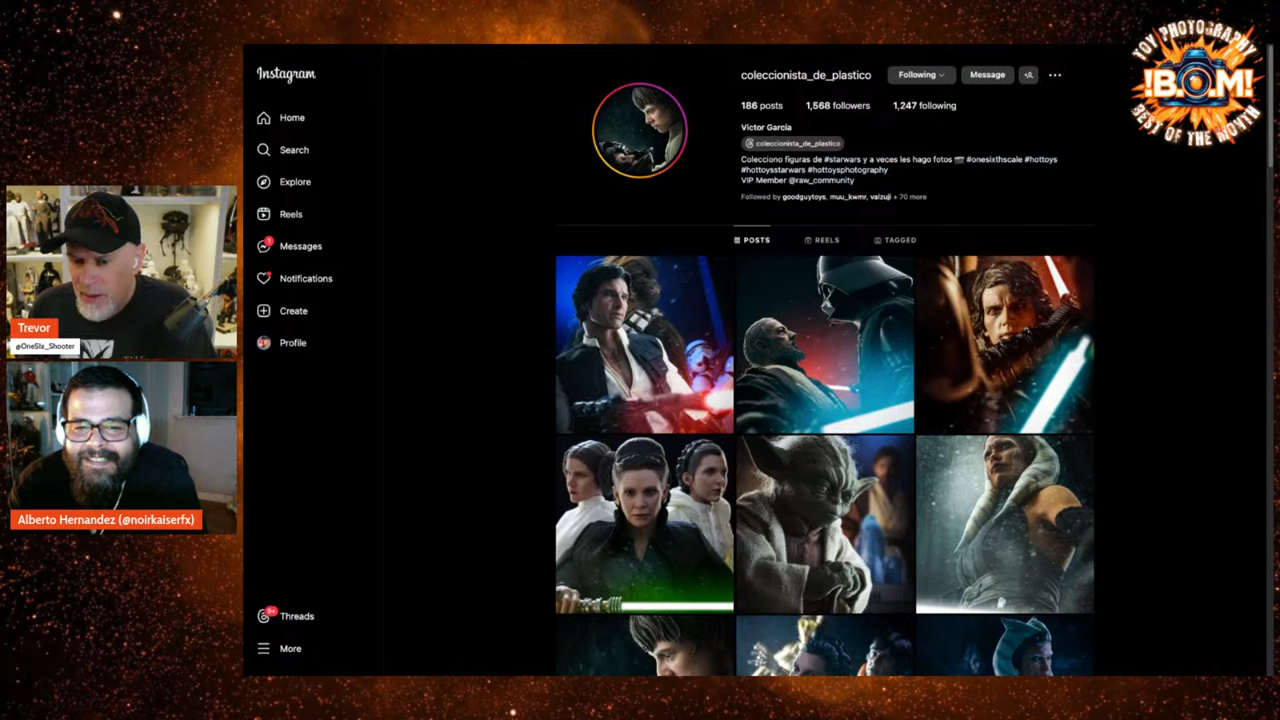 Instagram
Home
Search
Explore
Reels
1
Messages
Notifications
Create
Profile
9+
Threads
More
coleccionista_de_plastico
Following
Message
186 posts 1,568 followers 1,247 following
Victor Garcia
coleccionista_de_plastico
Colecciono figuras de #starwars y a veces les hago fotos 📸 #onesixthscale #hottoys
#hottoysstarwars #hottoysphotography
VIP Member @raw_community
Followed by goodguytoys, muu_kwmr, valzuji + 70 more
POSTS REELS TAGGED
TOY PHOTOGRAPHY
!B.O.M!
BEST OF THE MONTH
Trevor
@OneSix_Shooter
Alberto Hernandez (@noirkaiserfx)